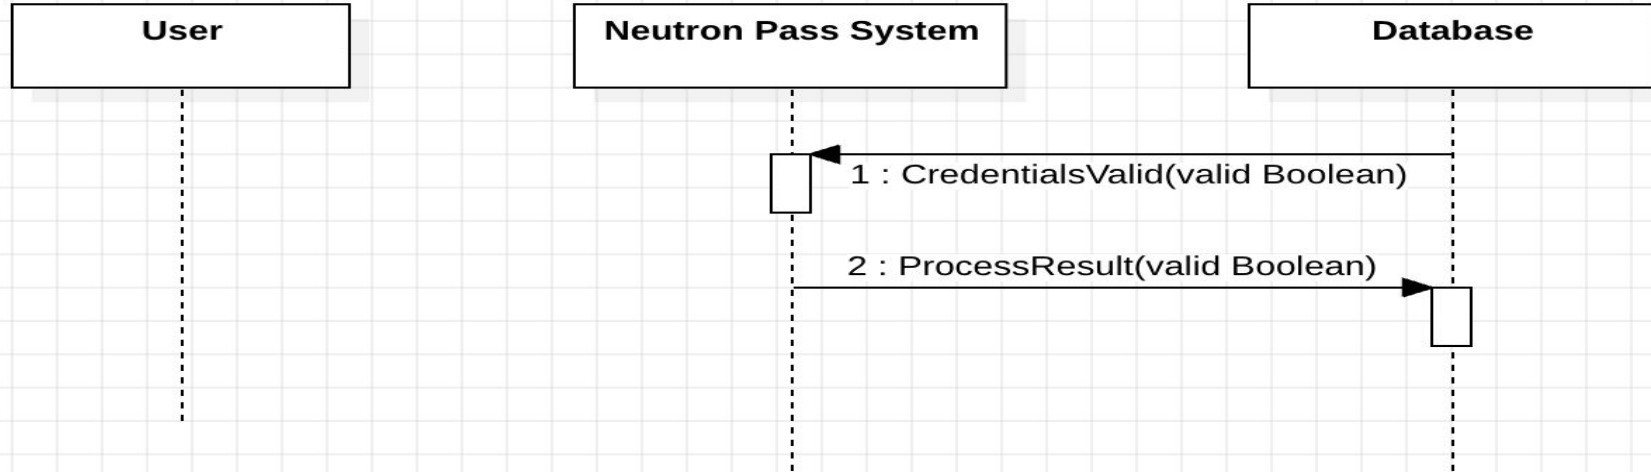 User
Neutron Pass System
Database
1 : CredentialsValid(valid Boolean)
2 : ProcessResult(valid Boolean)